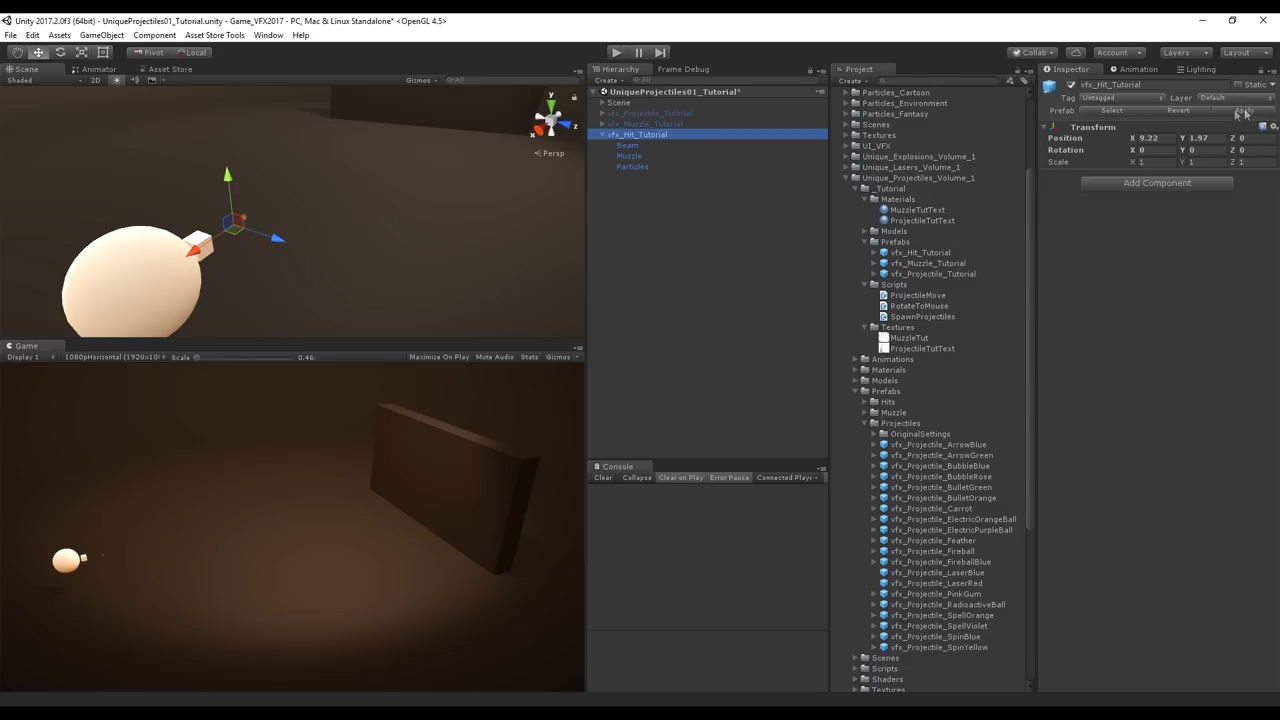 Unity 2017.2.0f3 (64bit) - UniqueProjectiles01_Tutorial.unity - Game_VFX2017 - PC, Mac & Linux Standalone* <OpenGL 4.5>
File Edit Assets GameObject Component Asset Store Tools Window Help
Pivot Local Collab Account Layers Layout
Scene Animator Asset Store
Shaded 2D Gizmos All
y
x
z
Persp
Game
Display 1 1080pHorizontal (1920x10 Scale 0.46: Maximize On Play Mute Audio Stats Gizmos
Hierarchy Frame Debug
Create All
UniqueProjectiles01_Tutorial*
Scene
vfx_Projectile_Tutorial
vfx_Muzzle_Tutorial
vfx_Hit_Tutorial
Beam
Muzzle
Particles
Console
Clear Collapse Clear on Play Error Pause Connected Playe
Project
Create
Particles_Cartoon
Particles_Environment
Particles_Fantasy
Scenes
Textures
UI_VFX
Unique_Explosions_Volume_1
Unique_Lasers_Volume_1
Unique_Projectiles_Volume_1
_Tutorial
Materials
MuzzleTutText
ProjectileTutText
Models
Prefabs
vfx_Hit_Tutorial
vfx_Muzzle_Tutorial
vfx_Projectile_Tutorial
Scripts
ProjectileMove
RotateToMouse
SpawnProjectiles
Textures
MuzzleTut
ProjectileTutText
Animations
Materials
Models
Prefabs
Hits
Muzzle
Projectiles
OriginalSettings
vfx_Projectile_ArrowBlue
vfx_Projectile_ArrowGreen
vfx_Projectile_BubbleBlue
vfx_Projectile_BubbleRose
vfx_Projectile_BulletGreen
vfx_Projectile_BulletOrange
vfx_Projectile_Carrot
vfx_Projectile_ElectricOrangeBall
vfx_Projectile_ElectricPurpleBall
vfx_Projectile_Feather
vfx_Projectile_Fireball
vfx_Projectile_FireballBlue
vfx_Projectile_LaserBlue
vfx_Projectile_LaserRed
vfx_Projectile_PinkGum
vfx_Projectile_RadioactiveBall
vfx_Projectile_SpellOrange
vfx_Projectile_SpellViolet
vfx_Projectile_SpinBlue
vfx_Projectile_SpinYellow
Scenes
Scripts
Shaders
Textures
Inspector Animation Lighting
vfx_Hit_Tutorial Static
Tag Untagged Layer Default
Prefab Select Revert Apply
Transform
Position X 9.22 Y 1.97 Z 0
Rotation X 0 Y 0 Z 0
Scale X 1 Y 1 Z 1
Add Component